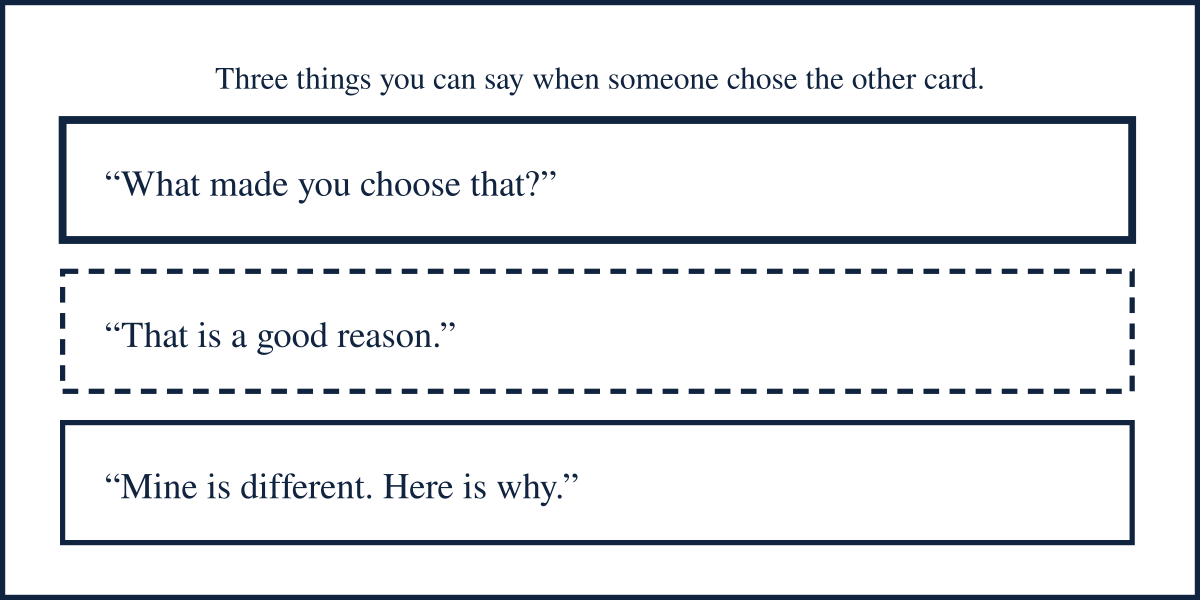 Three things you can say when someone chose the other card.
“What made you choose that?”
“That is a good reason.”
“Mine is different. Here is why.”